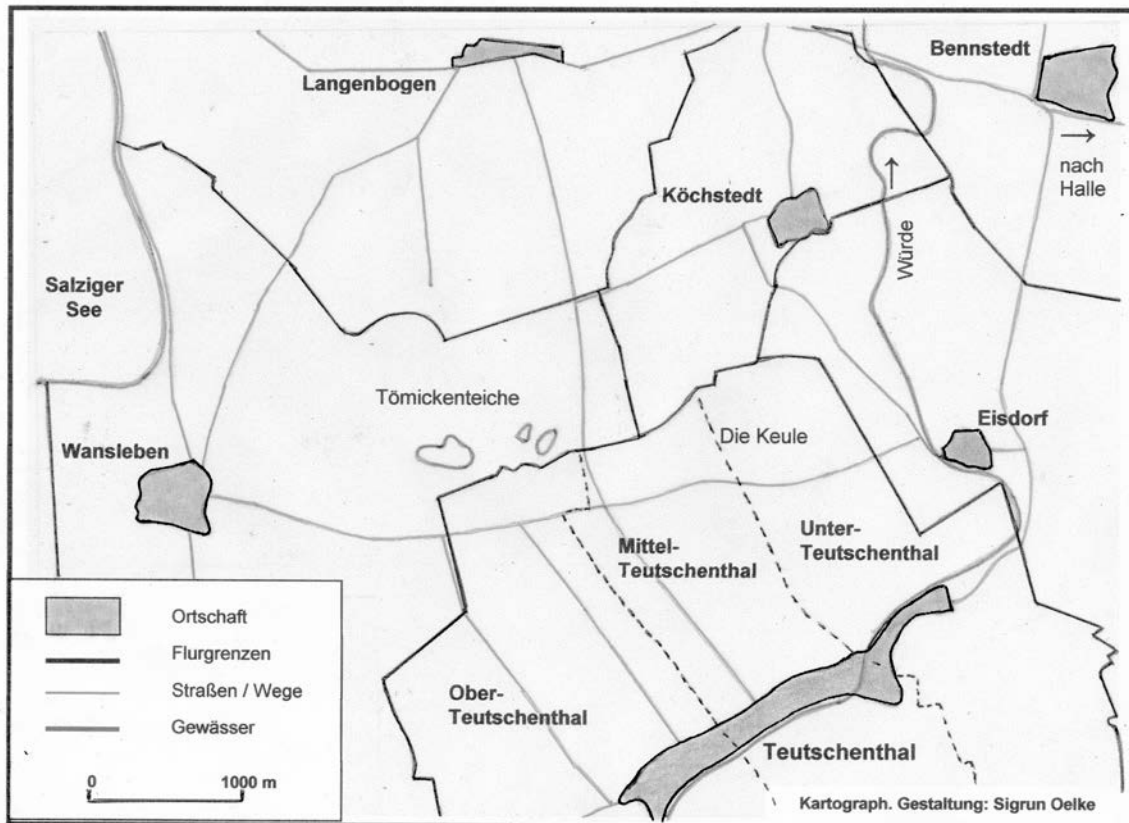 Bennstedt
Langenbogen
nach
Halle
Köchstedt
Würde
Salziger
See
Tömickenteiche
Die Keule
Eisdorf
Wansleben
Mittel-
Teutschenthal
Unter-
Teutschenthal
Ober-
Teutschenthal
Teutschenthal
Ortschaft
Flurgrenzen
Straßen / Wege
Gewässer
0 1000 m
Kartograph. Gestaltung: Sigrun Oelke